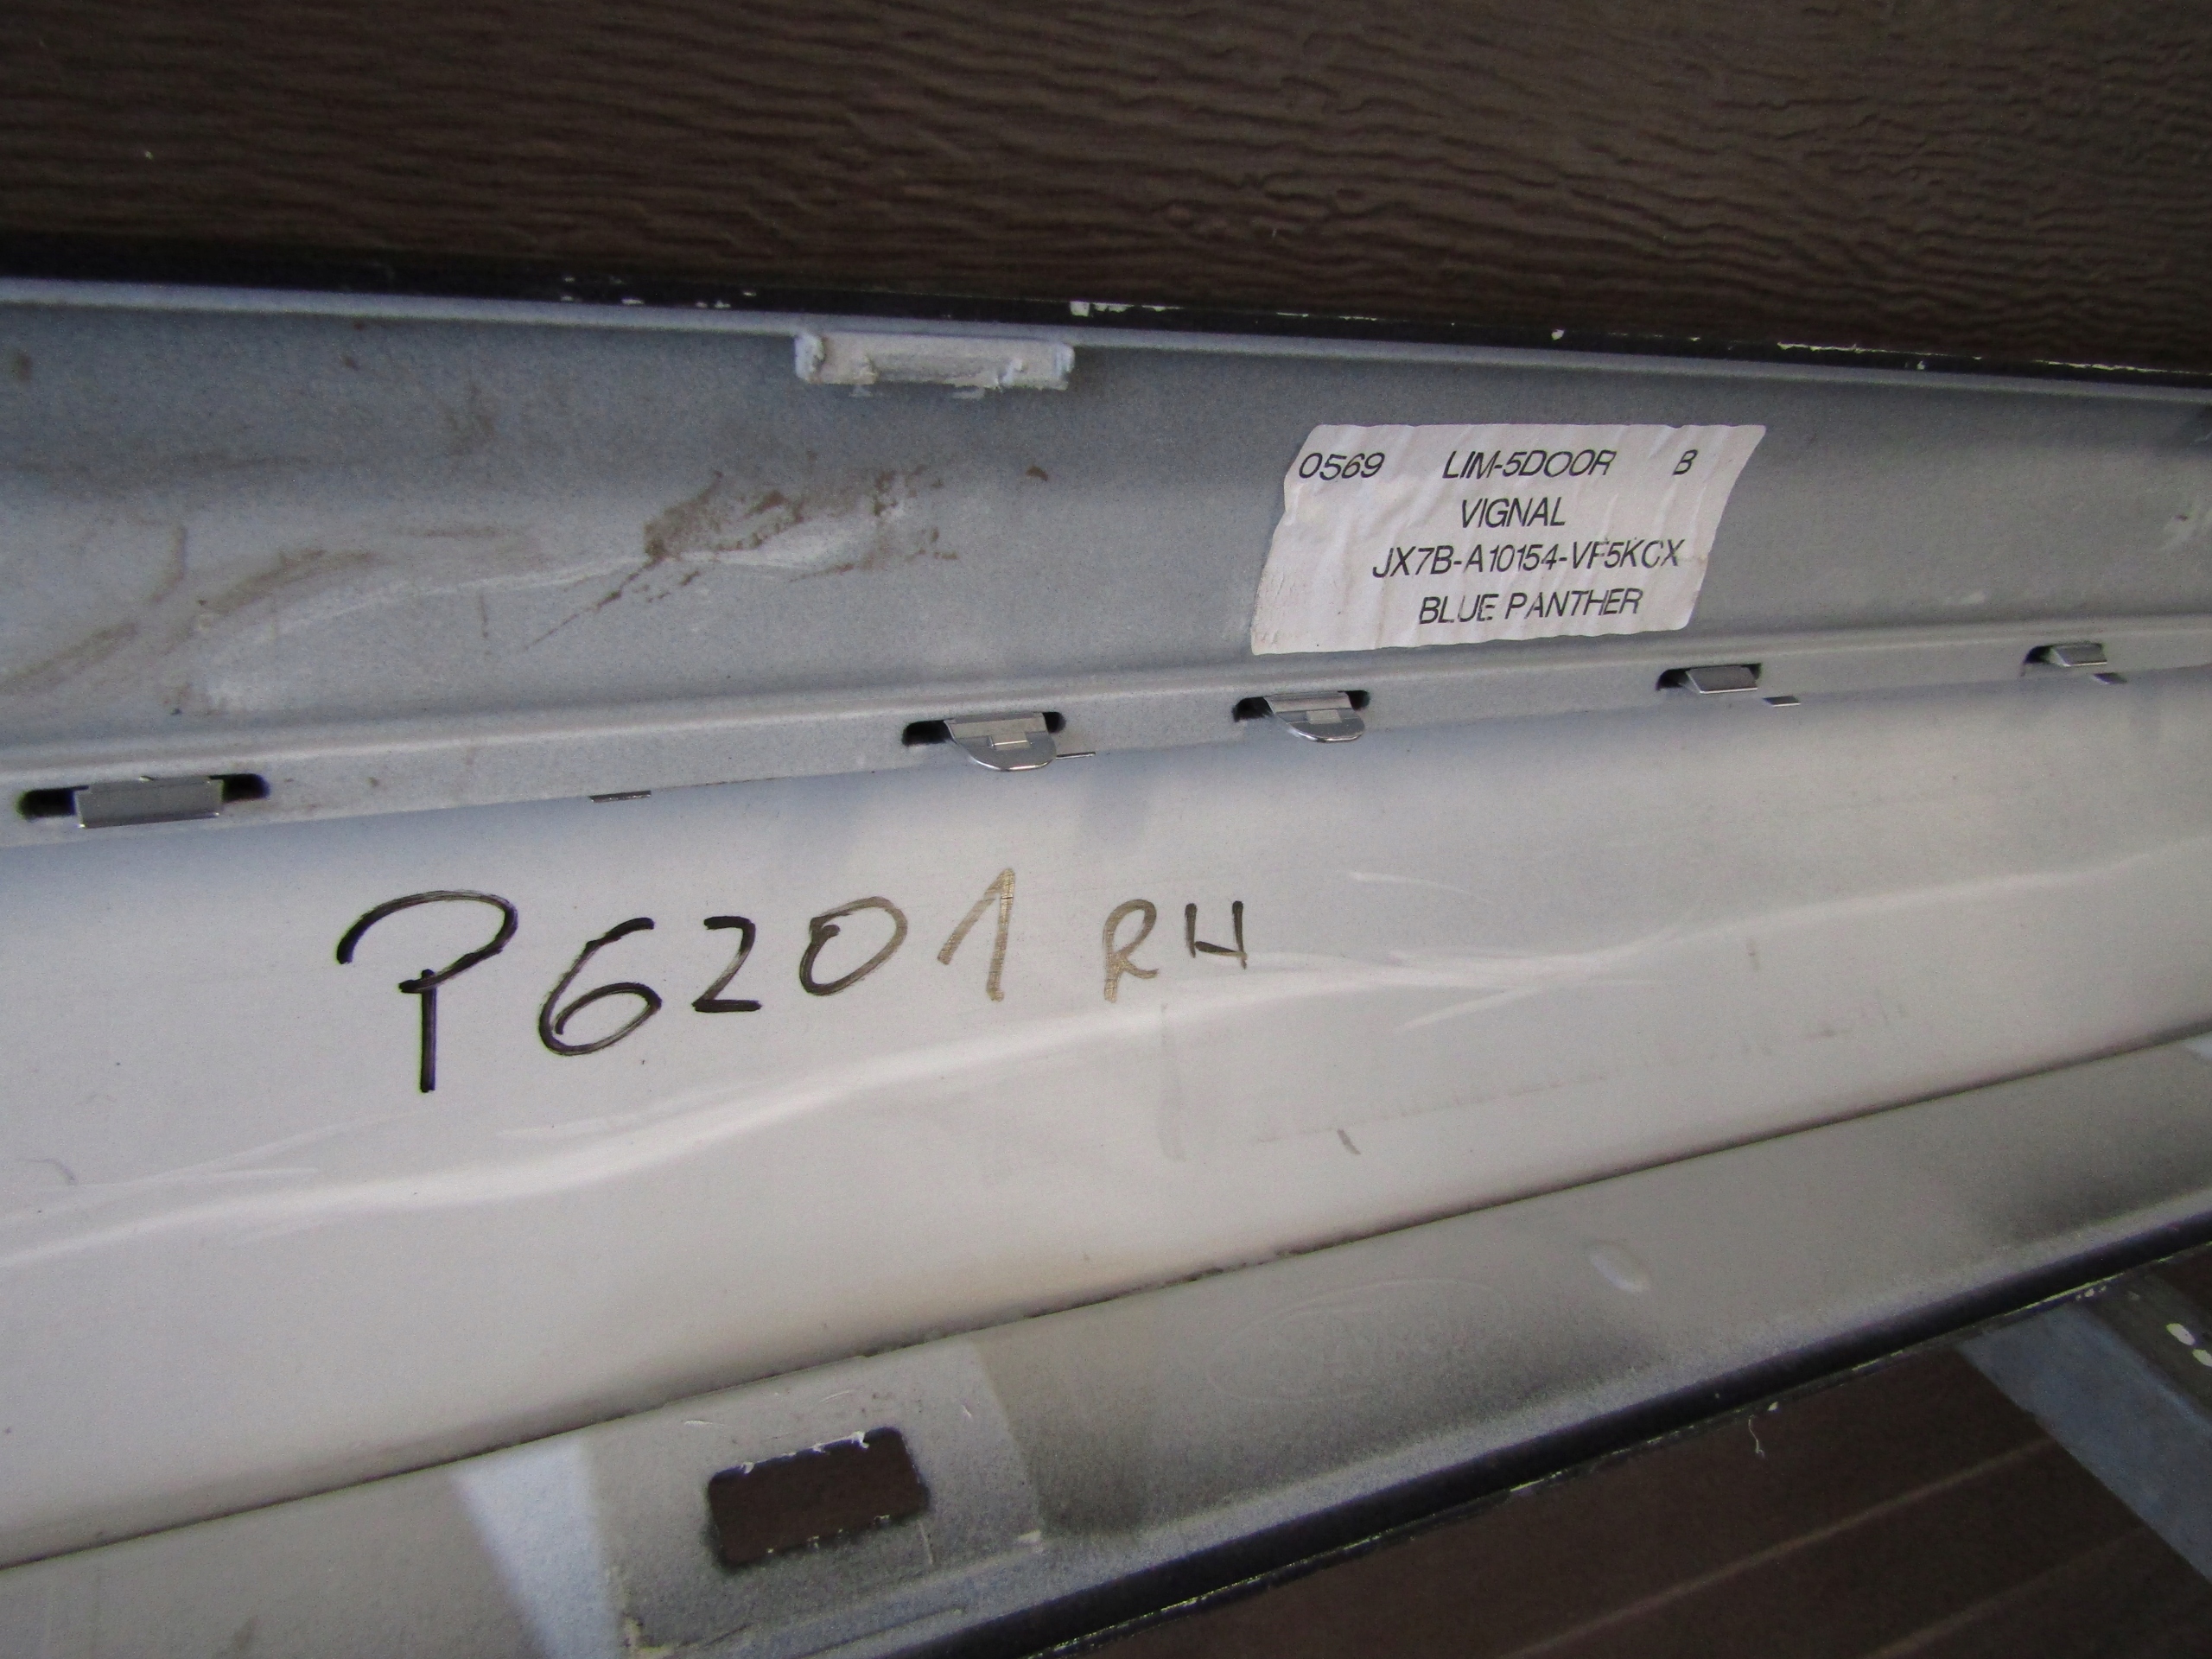 0569 LIM-5DOOR B
VIGNAL
JX7B-A10154-VF5KCX
BLUE PANTHER
P6201 RH